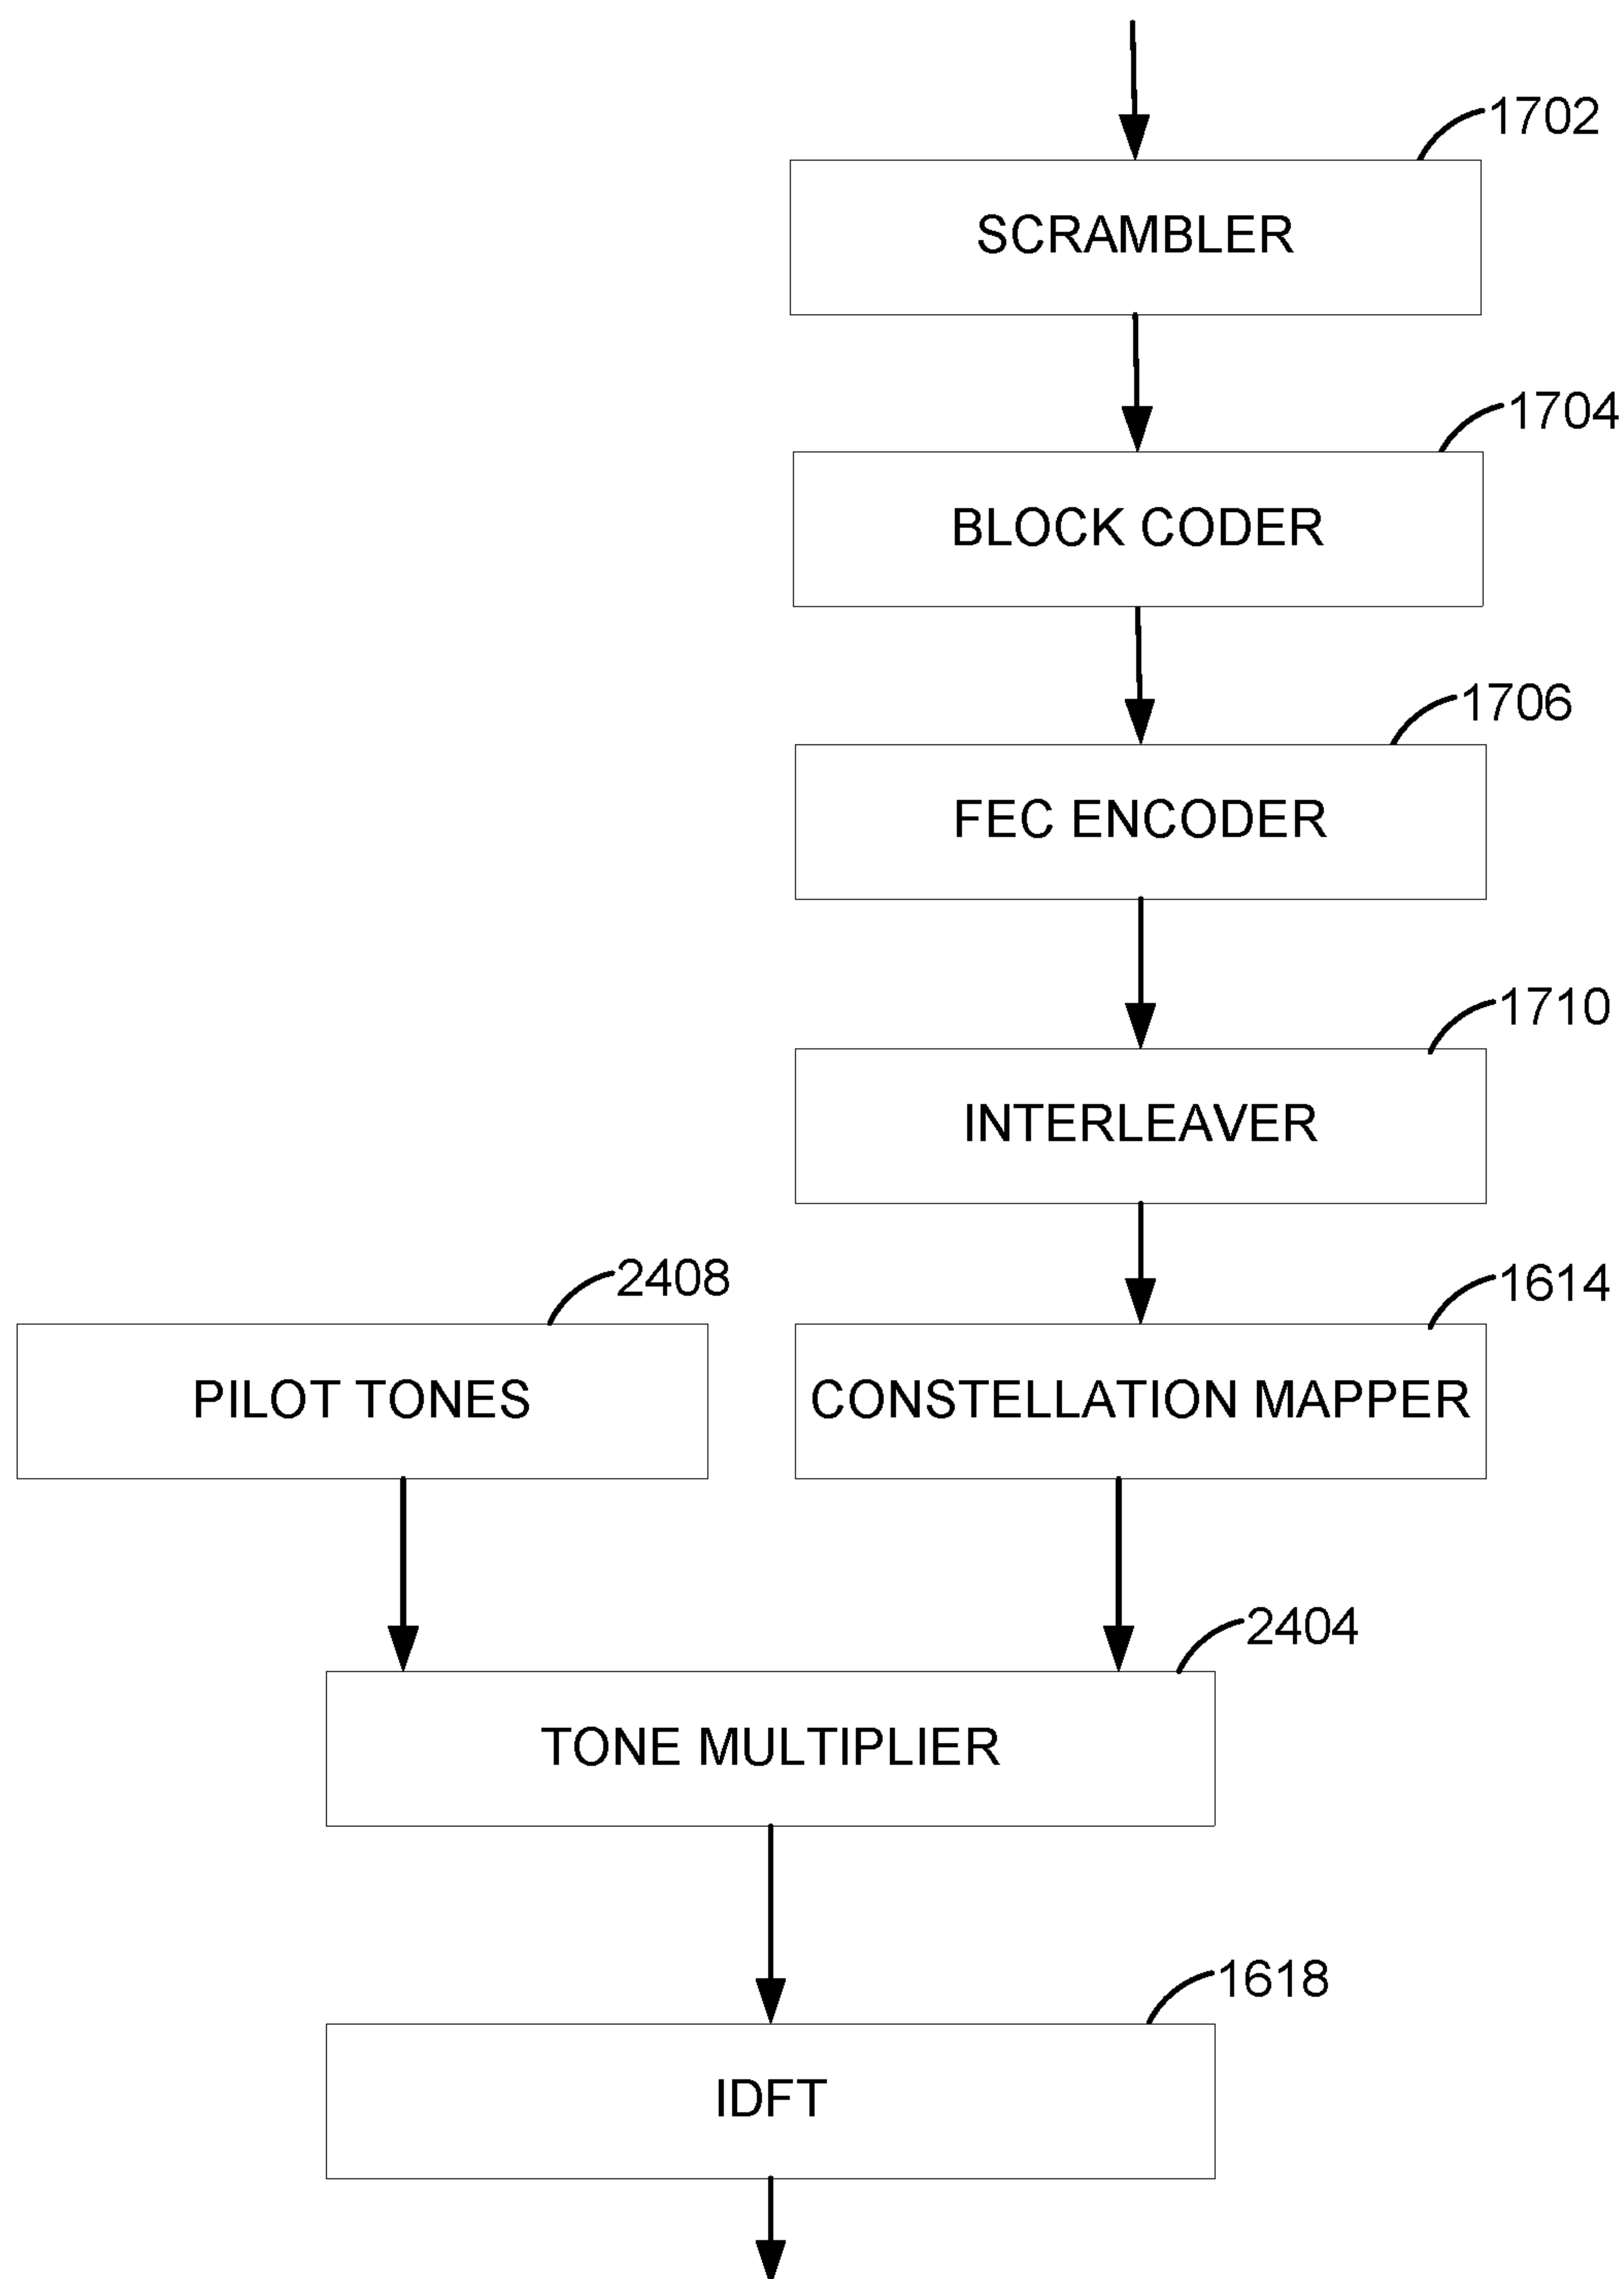 1702
SCRAMBLER
1704
BLOCK CODER
1706
FEC ENCODER
1710
INTERLEAVER
2408
1614
PILOT TONES
CONSTELLATION MAPPER
2404
TONE MULTIPLIER
1618
IDFT